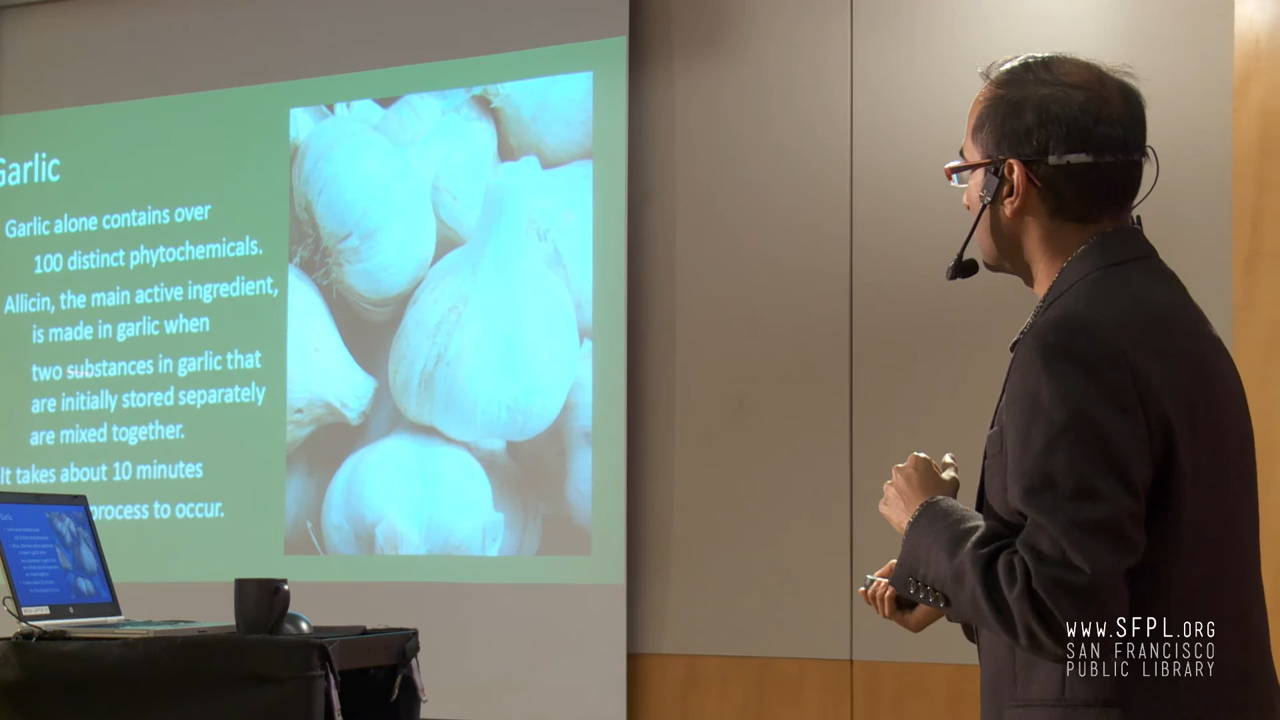 Garlic
Garlic alone contains over
100 distinct phytochemicals.
Allicin, the main active ingredient,
is made in garlic when
two substances in garlic that
are initially stored separately
are mixed together.
It takes about 10 minutes
process to occur.
www.SFPL.ORG
SAN FRANCISCO
PUBLIC LIBRARY